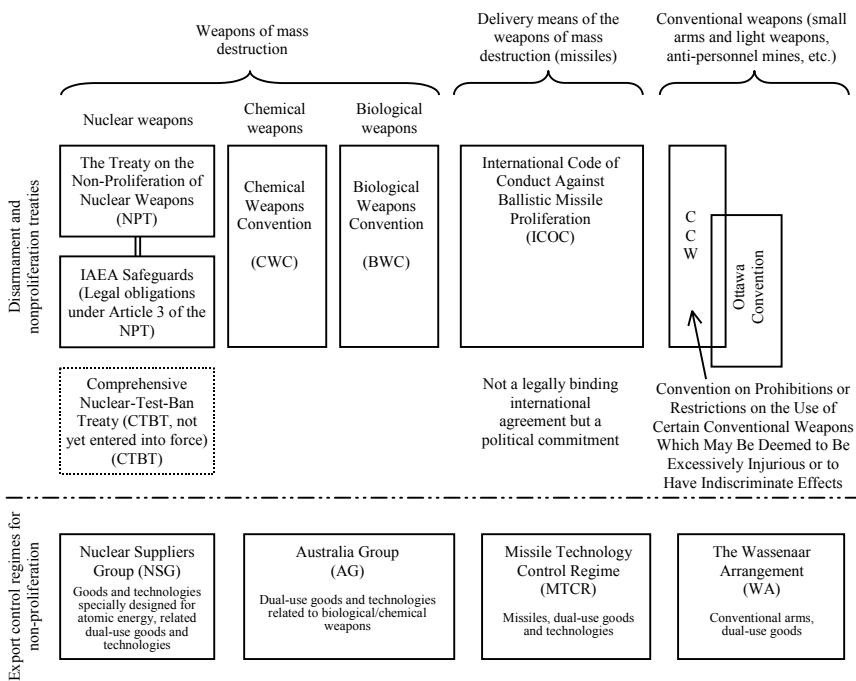 Weapons of mass
destruction
Delivery means of the
weapons of mass
destruction (missiles)
Conventional weapons (small
arms and light weapons,
anti-personnel mines, etc.)
Nuclear weapons
Chemical
weapons
Biological
weapons
Disarmament and
nonproliferation treaties
The Treaty on the
Non-Proliferation of
Nuclear Weapons
(NPT)
IAEA Safeguards
(Legal obligations
under Article 3 of the
NPT)
Comprehensive
Nuclear-Test-Ban
Treaty (CTBT, not
yet entered into force)
(CTBT)
Chemical
Weapons
Convention
(CWC)
Biological
Weapons
Convention
(BWC)
International Code of
Conduct Against
Ballistic Missile
Proliferation
(ICOC)
Not a legally binding
international
agreement but a
political commitment
C
C
W
Ottawa
Convention
Convention on Prohibitions or
Restrictions on the Use of
Certain Conventional Weapons
Which May Be Deemed to Be
Excessively Injurious or to
Have Indiscriminate Effects
Export control regimes for
non-proliferation
Nuclear Suppliers
Group (NSG)
Goods and technologies
specially designed for
atomic energy, related
dual-use goods and
technologies
Australia Group
(AG)
Dual-use goods and technologies
related to biological/chemical
weapons
Missile Technology
Control Regime
(MTCR)
Missiles, dual-use goods
and technologies
The Wassenaar
Arrangement
(WA)
Conventional arms,
dual-use goods